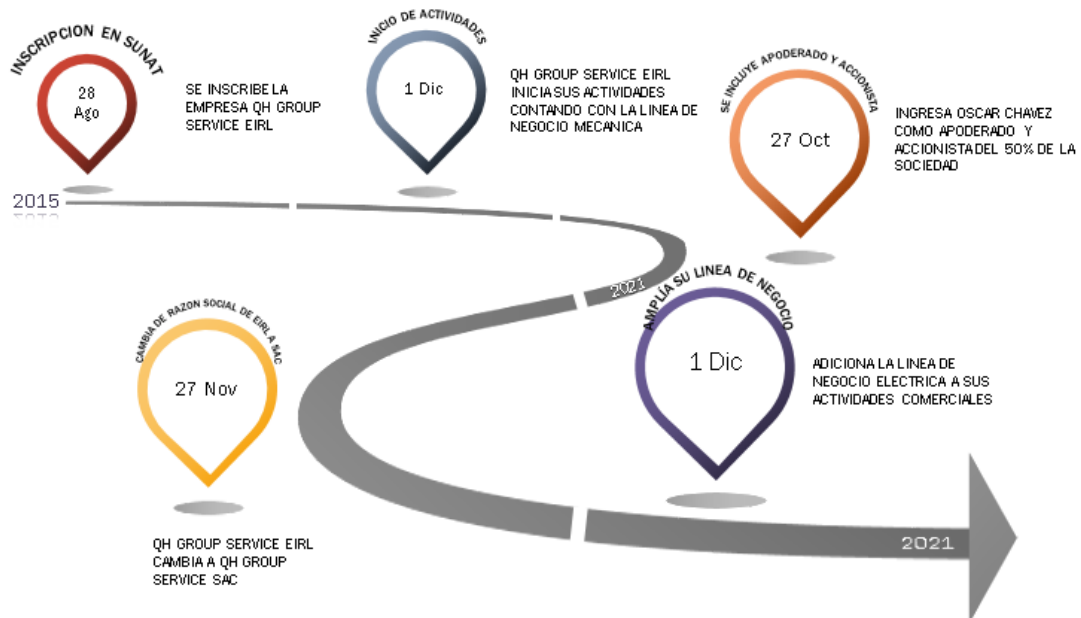 INSCRIPCION EN SUNAT
28
Ago
SE INSCRIBE LA
EMPRESA QH GROUP
SERVICE EIRL
INICIO DE ACTIVIDADES
1 Dic
QH GROUP SERVICE EIRL
INICIA SUS ACTIVIDADES
CONTANDO CON LA LINEA DE
NEGOCIO MECANICA
SE INCLUYE APODERADO Y ACCIONISTA
27 Oct
INGRESA OSCAR CHAVEZ
COMO APODERADO Y
ACCIONISTA DEL 50% DE LA
SOCIEDAD
2015
2021
CAMBIA DE RAZON SOCIAL DE EIRL A SAC
27 Nov
QH GROUP SERVICE EIRL
CAMBIA A QH GROUP
SERVICE SAC
AMPLÍA SU LINEA DE NEGOCIO
1 Dic
ADICIONA LA LINEA DE
NEGOCIO ELECTRICA A SUS
ACTIVIDADES COMERCIALES
2021